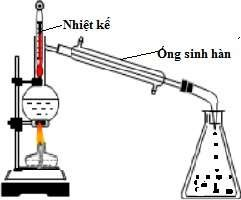 Nhiệt kế
Ống sinh hàn